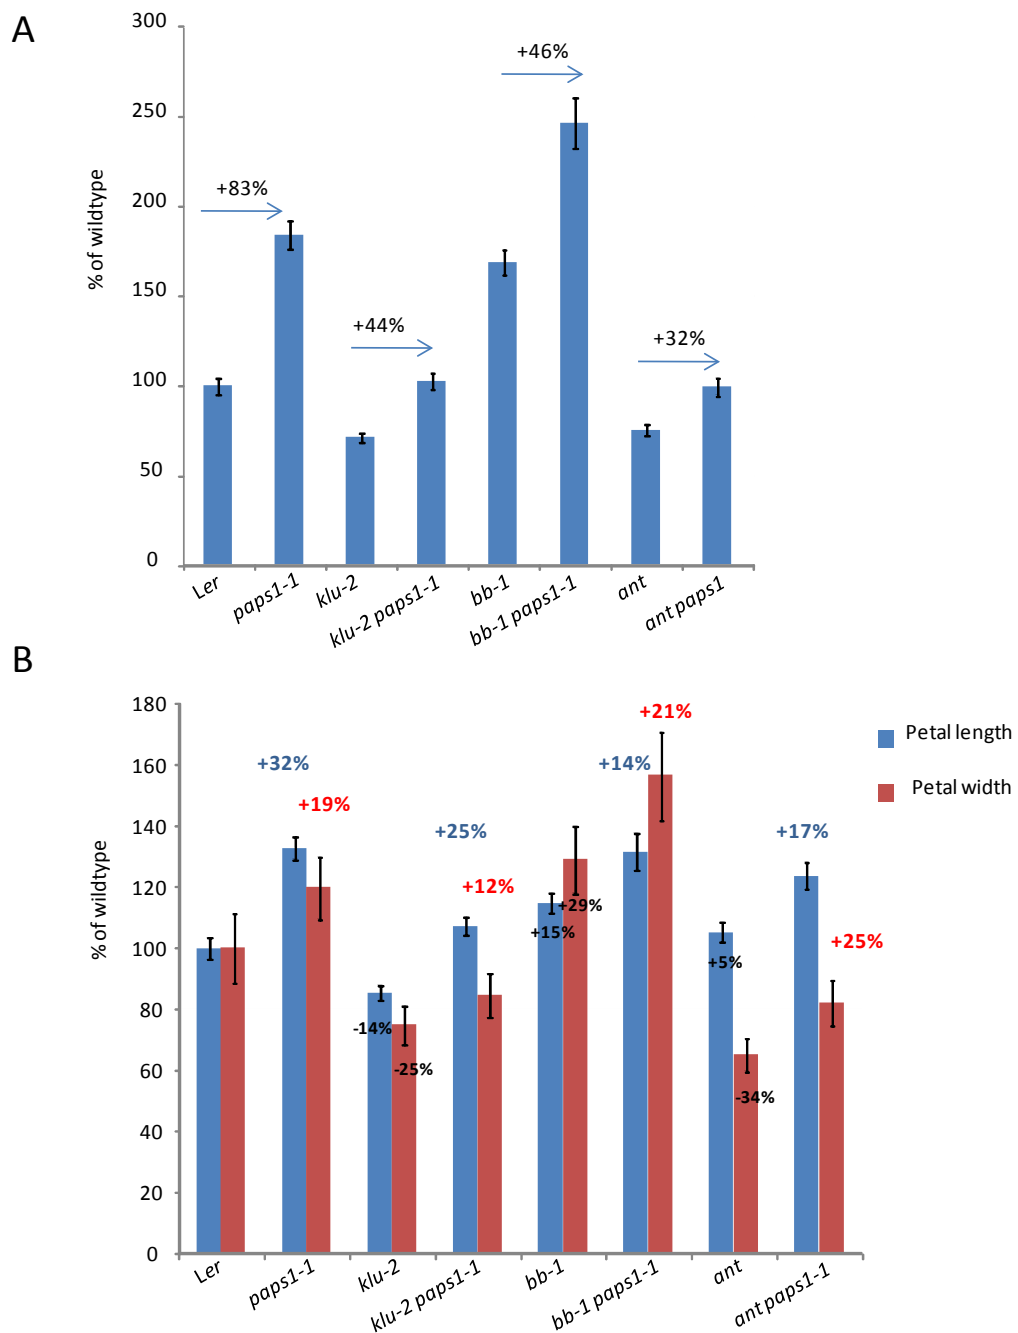 A
300
250
200
150
100
50
0
% of wildtype
+83%
+44%
+46%
+32%
Ler
paps1-1
klu-2
klu-2 paps1-1
bb-1
bb-1 paps1-1
ant
ant paps1
B
180
160
140
120
100
80
60
40
20
0
% of wildtype
+32%
+19%
-14%
-25%
+25%
+12%
+15%
+29%
+14%
+21%
+5%
-34%
+17%
+25%
Petal length
Petal width
Ler
paps1-1
klu-2
klu-2 paps1-1
bb-1
bb-1 paps1-1
ant
ant paps1-1